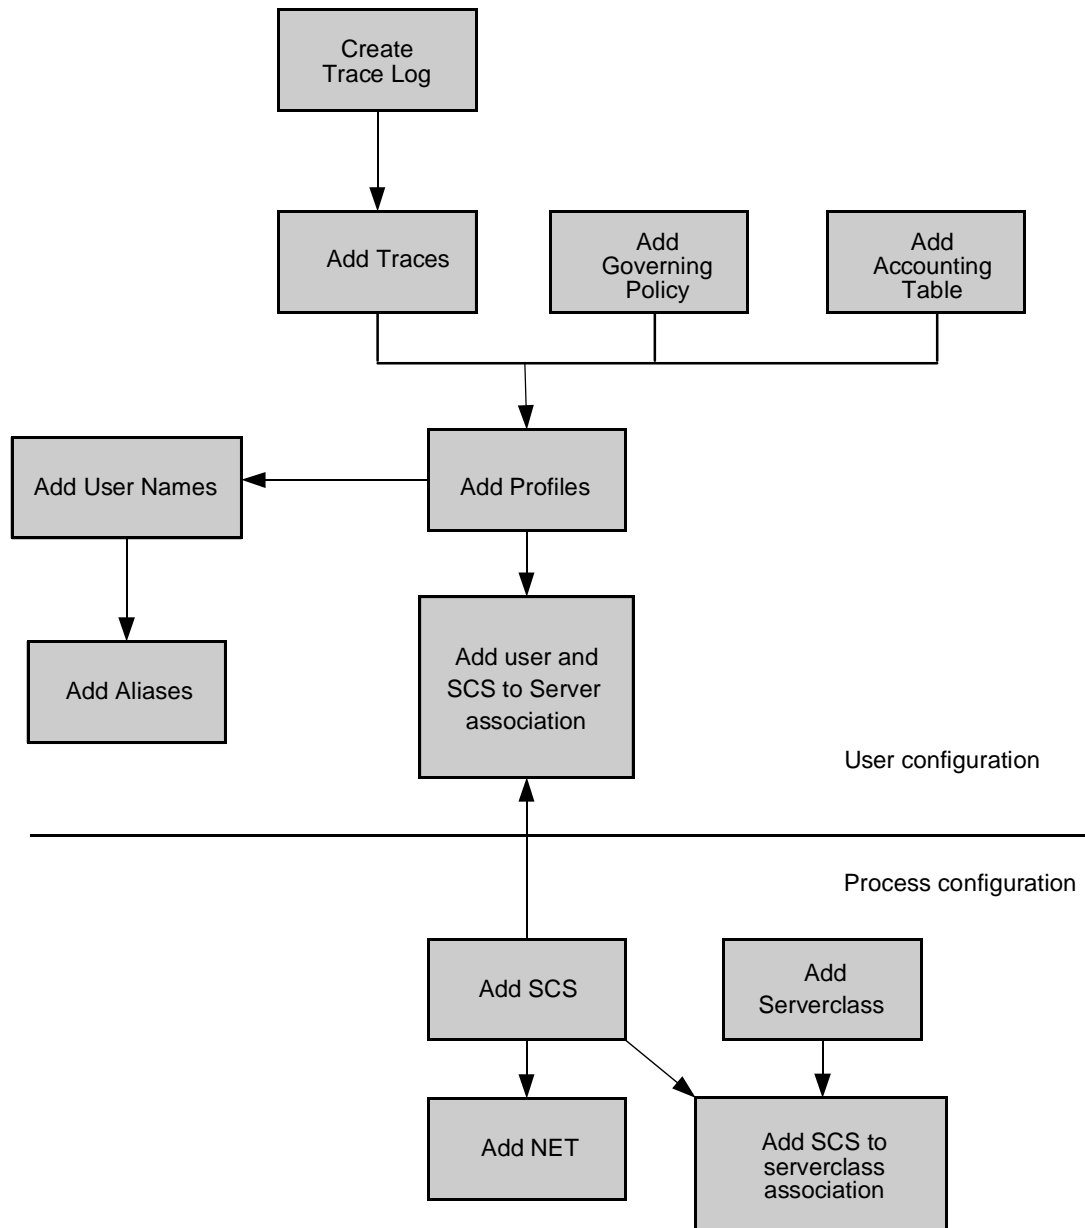 Create
Trace Log
Add Traces
Add
Governing
Policy
Add
Accounting
Table
Add User Names
Add Profiles
Add Aliases
Add user and
SCS to Server
association
User configuration
Process configuration
Add SCS
Add
Serverclass
Add NET
Add SCS to
serverclass
association